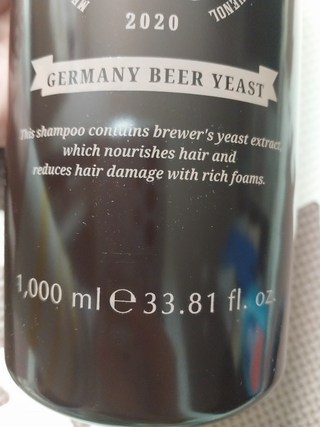 2020
GERMANY BEER YEAST
This shampoo contains brewer's yeast extract,
which nourishes hair and
reduces hair damage with rich foams.
1,000 ml ℮ 33.81 fl. oz.